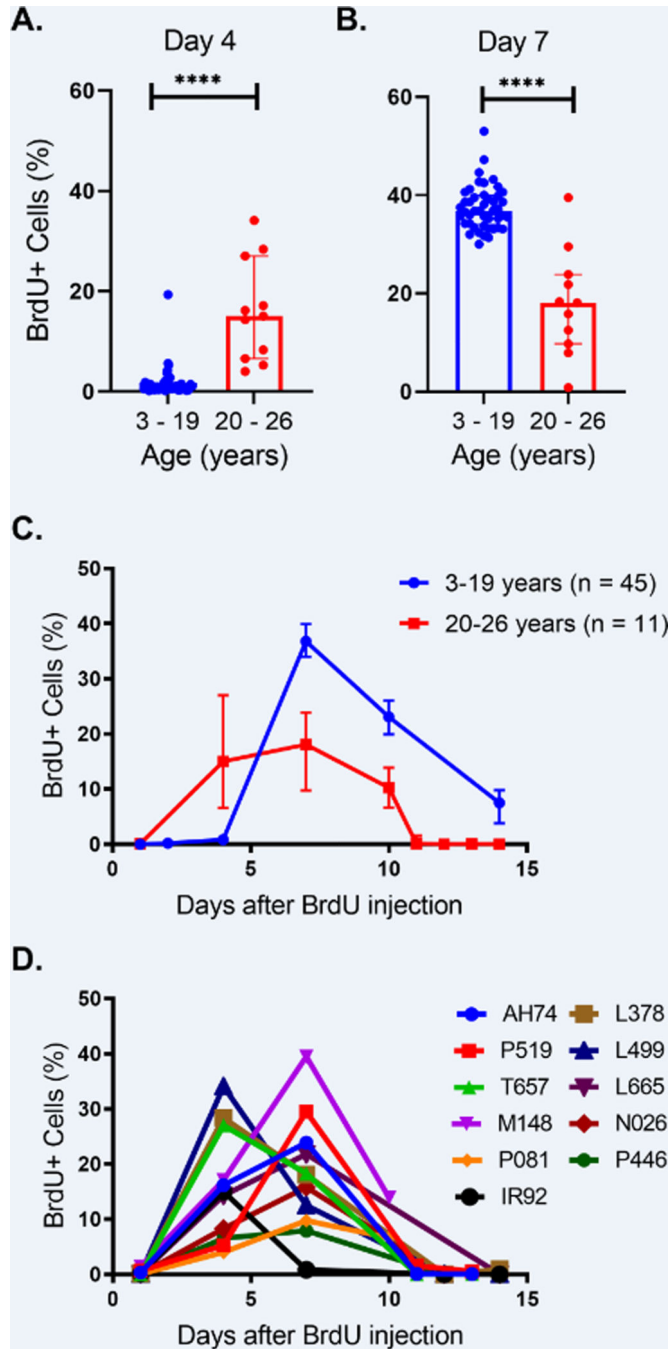 A.
B.
Day 4
Day 7
****
****
BrdU+ Cells (%)
60
40
20
0
60
40
20
0
3 - 19 20 - 26
3 - 19 20 - 26
Age (years)
Age (years)
C.
BrdU+ Cells (%)
50
40
30
20
10
0
3-19 years (n = 45)
20-26 years (n = 11)
0 5 10 15
Days after BrdU injection
D.
BrdU+ Cells (%)
50
40
30
20
10
0
AH74 L378
P519 L499
T657 L665
M148 N026
P081 P446
IR92
0 5 10 15
Days after BrdU injection